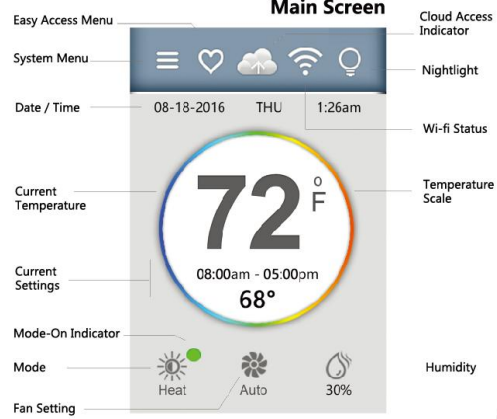 Main Screen
Easy Access Menu
Cloud Access
Indicator
System Menu
Nightlight
Date / Time
08-18-2016 THU 1:26am
Wi-fi Status
72°F
Current
Temperature
Temperature
Scale
08:00am - 05:00pm
68°
Current
Settings
Mode-On Indicator
Mode
Heat
Auto
30%
Humidity
Fan Setting